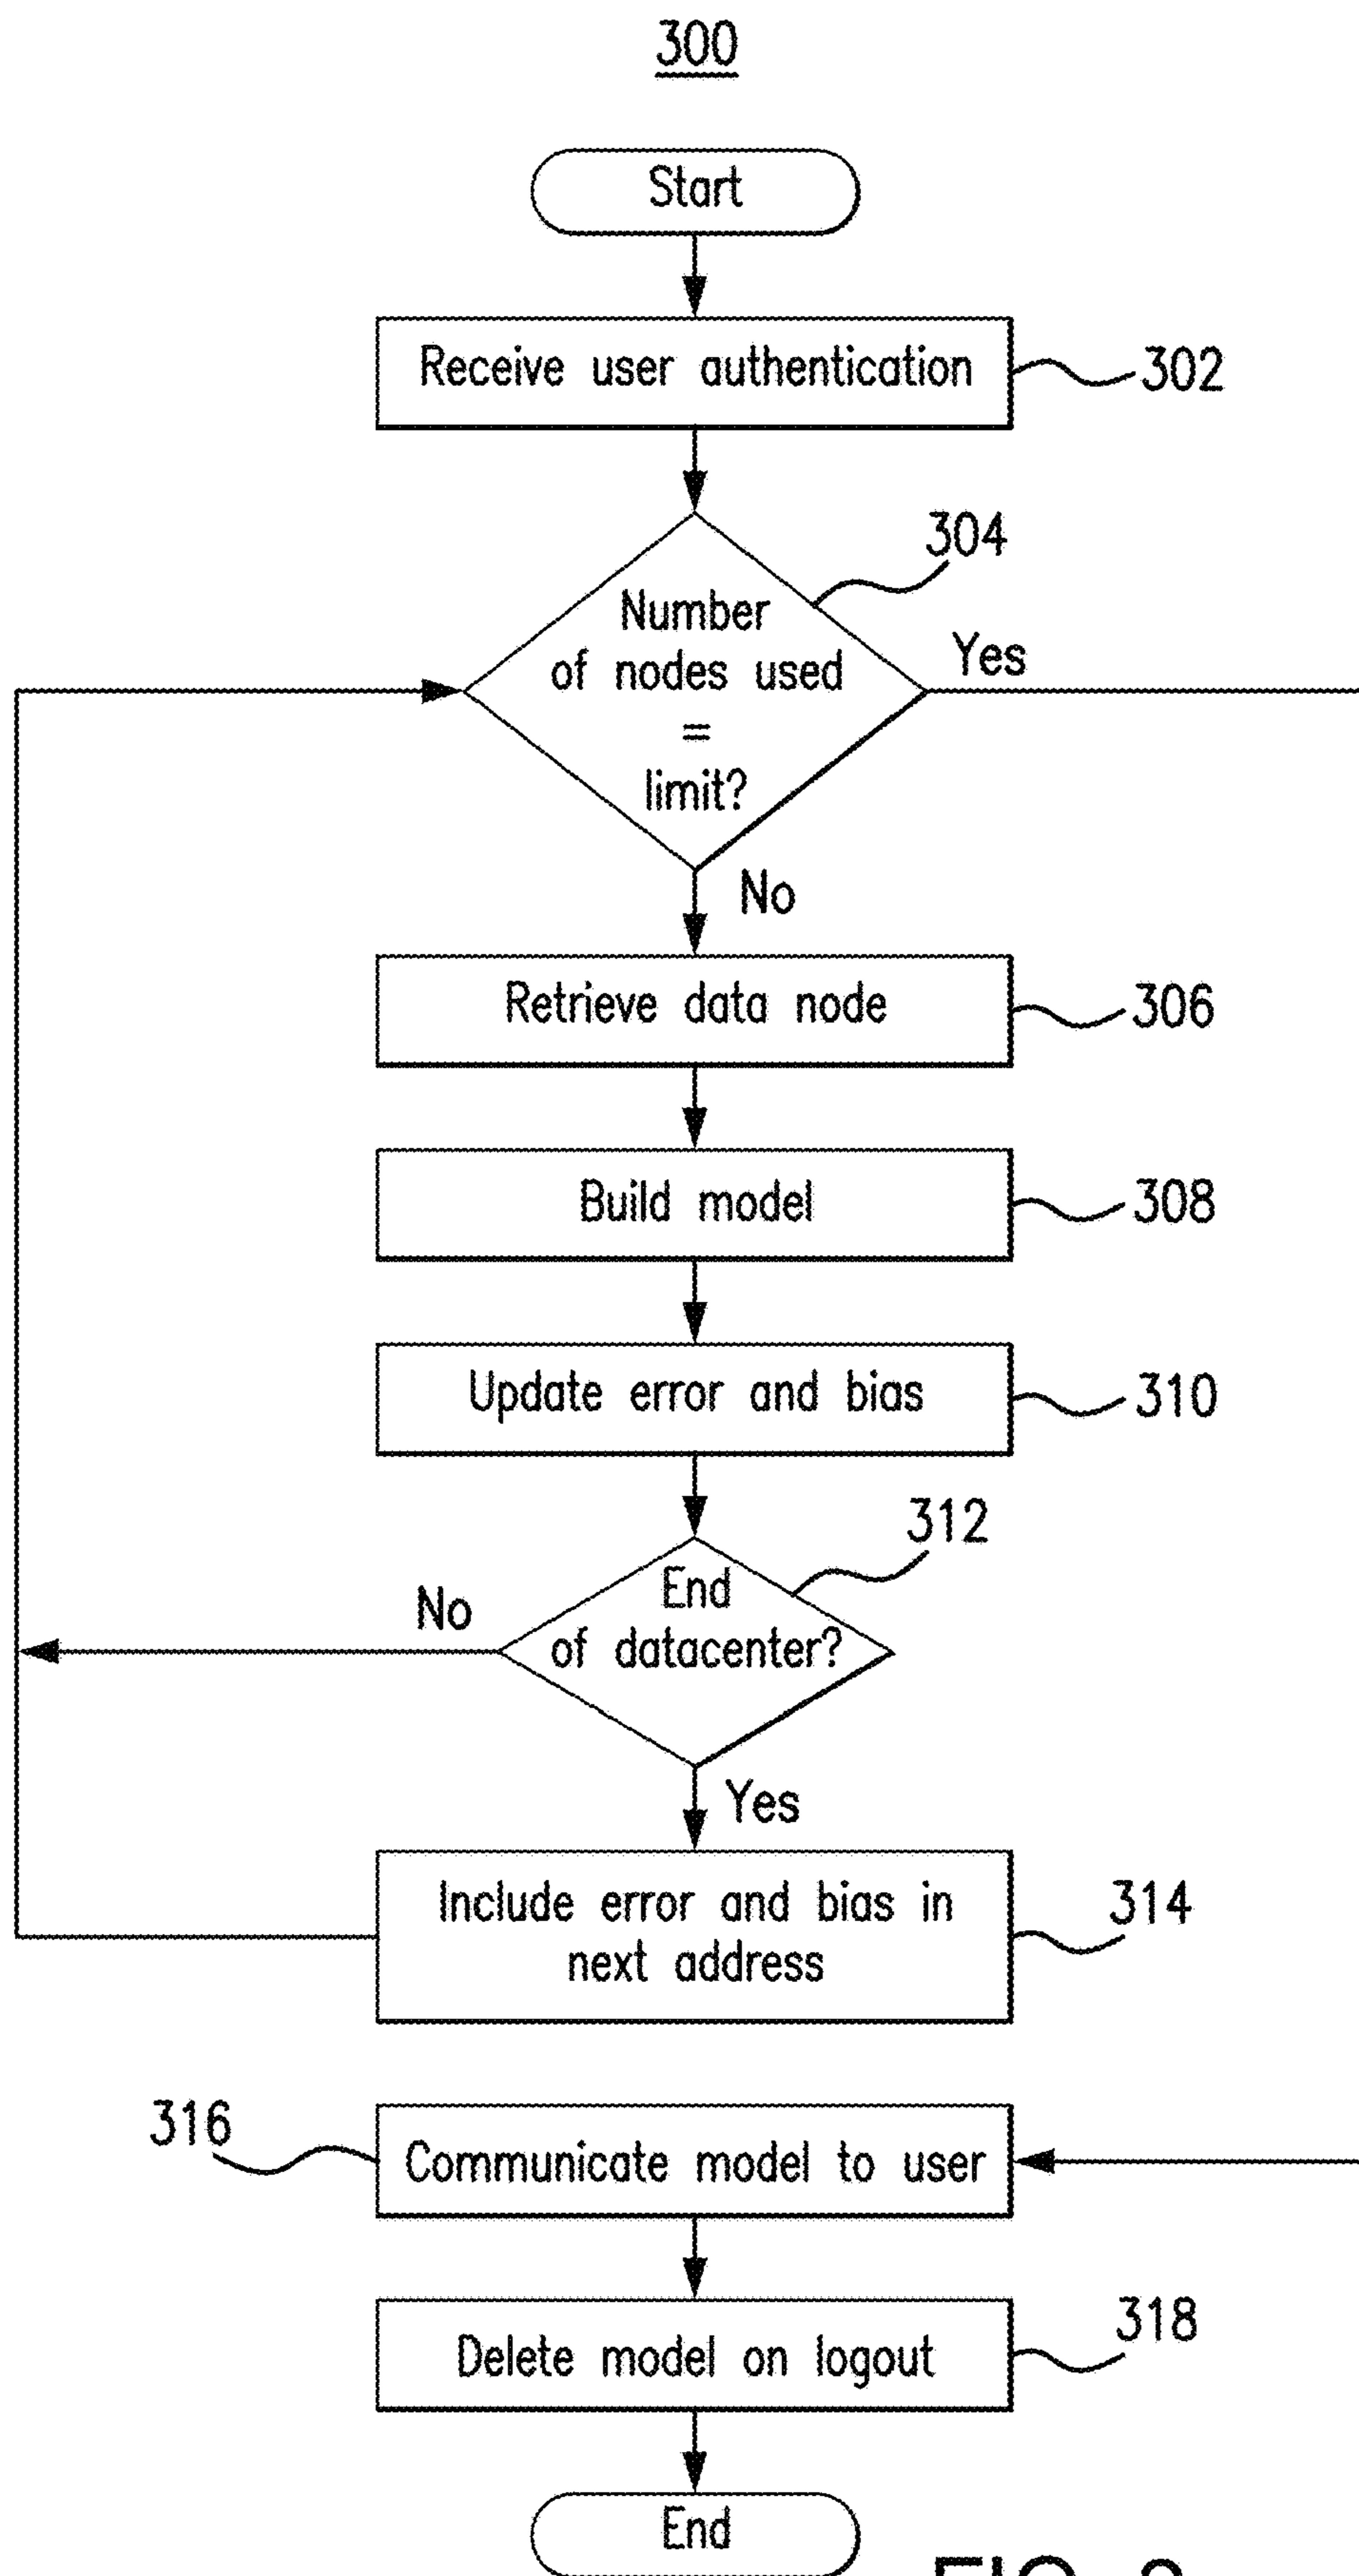 300
Start
Receive user authentication
302
304
Number
of nodes used
=
limit?
Yes
No
Retrieve data node
306
Build model
308
Update error and bias
310
312
End
of datacenter?
No
Yes
Include error and bias in
next address
314
316
Communicate model to user
Delete model on logout
318
End